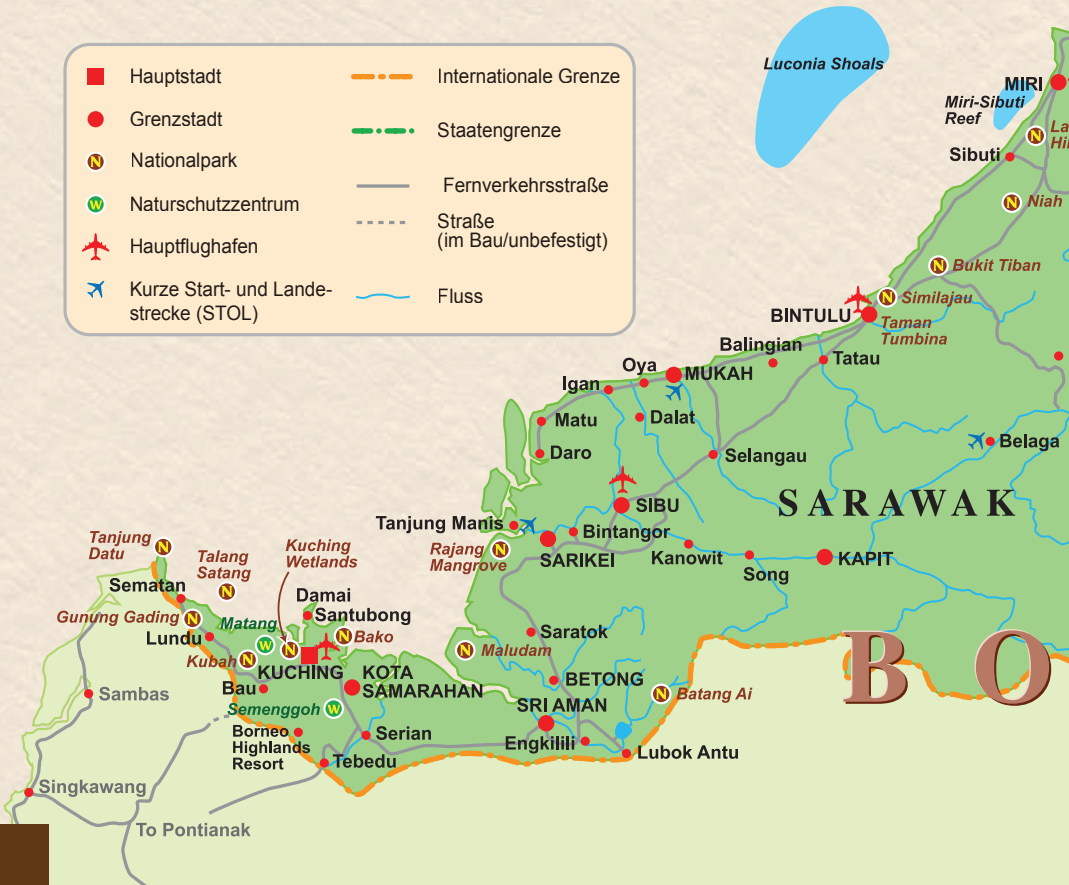 Hauptstadt
Grenzstadt
Nationalpark
Naturschutzzentrum
Hauptflughafen
Kurze Start- und Lande-
strecke (STOL)
Internationale Grenze
Staatengrenze
Fernverkehrsstraße
Straße
(im Bau/unbefestigt)
Fluss
N
W
Luconia Shoals
MIRI
Miri-Sibuti
Reef
Sibuti
N
N
Niah
N
Bukit Tiban
N
Similajau
BINTULU
Taman
Tumbina
Balingian
Tatau
Oya
MUKAH
Igan
Dalat
Matu
Daro
Selangau
Belaga
SARAWAK
SIBU
Tanjung Manis
Bintangor
Rajang
Mangrove
N
SARIKEI
Kanowit
Song
KAPIT
Tanjung
Datu
N
Talang
Satang
N
Kuching
Wetlands
N
Sematan
Damai
Santubong
Gunung Gading
N
Matang
W
Lundu
N
Bako
Kubah
N
KUCHING
KOTA
SAMARAHAN
Bau
Semenggoh
W
Saratok
N
Maludam
BETONG
N
Batang Ai
SRI AMAN
Engkilili
Lubok Antu
Borneo
Highlands
Resort
Serian
Tebedu
Sambas
Singkawang
To Pontianak
B O